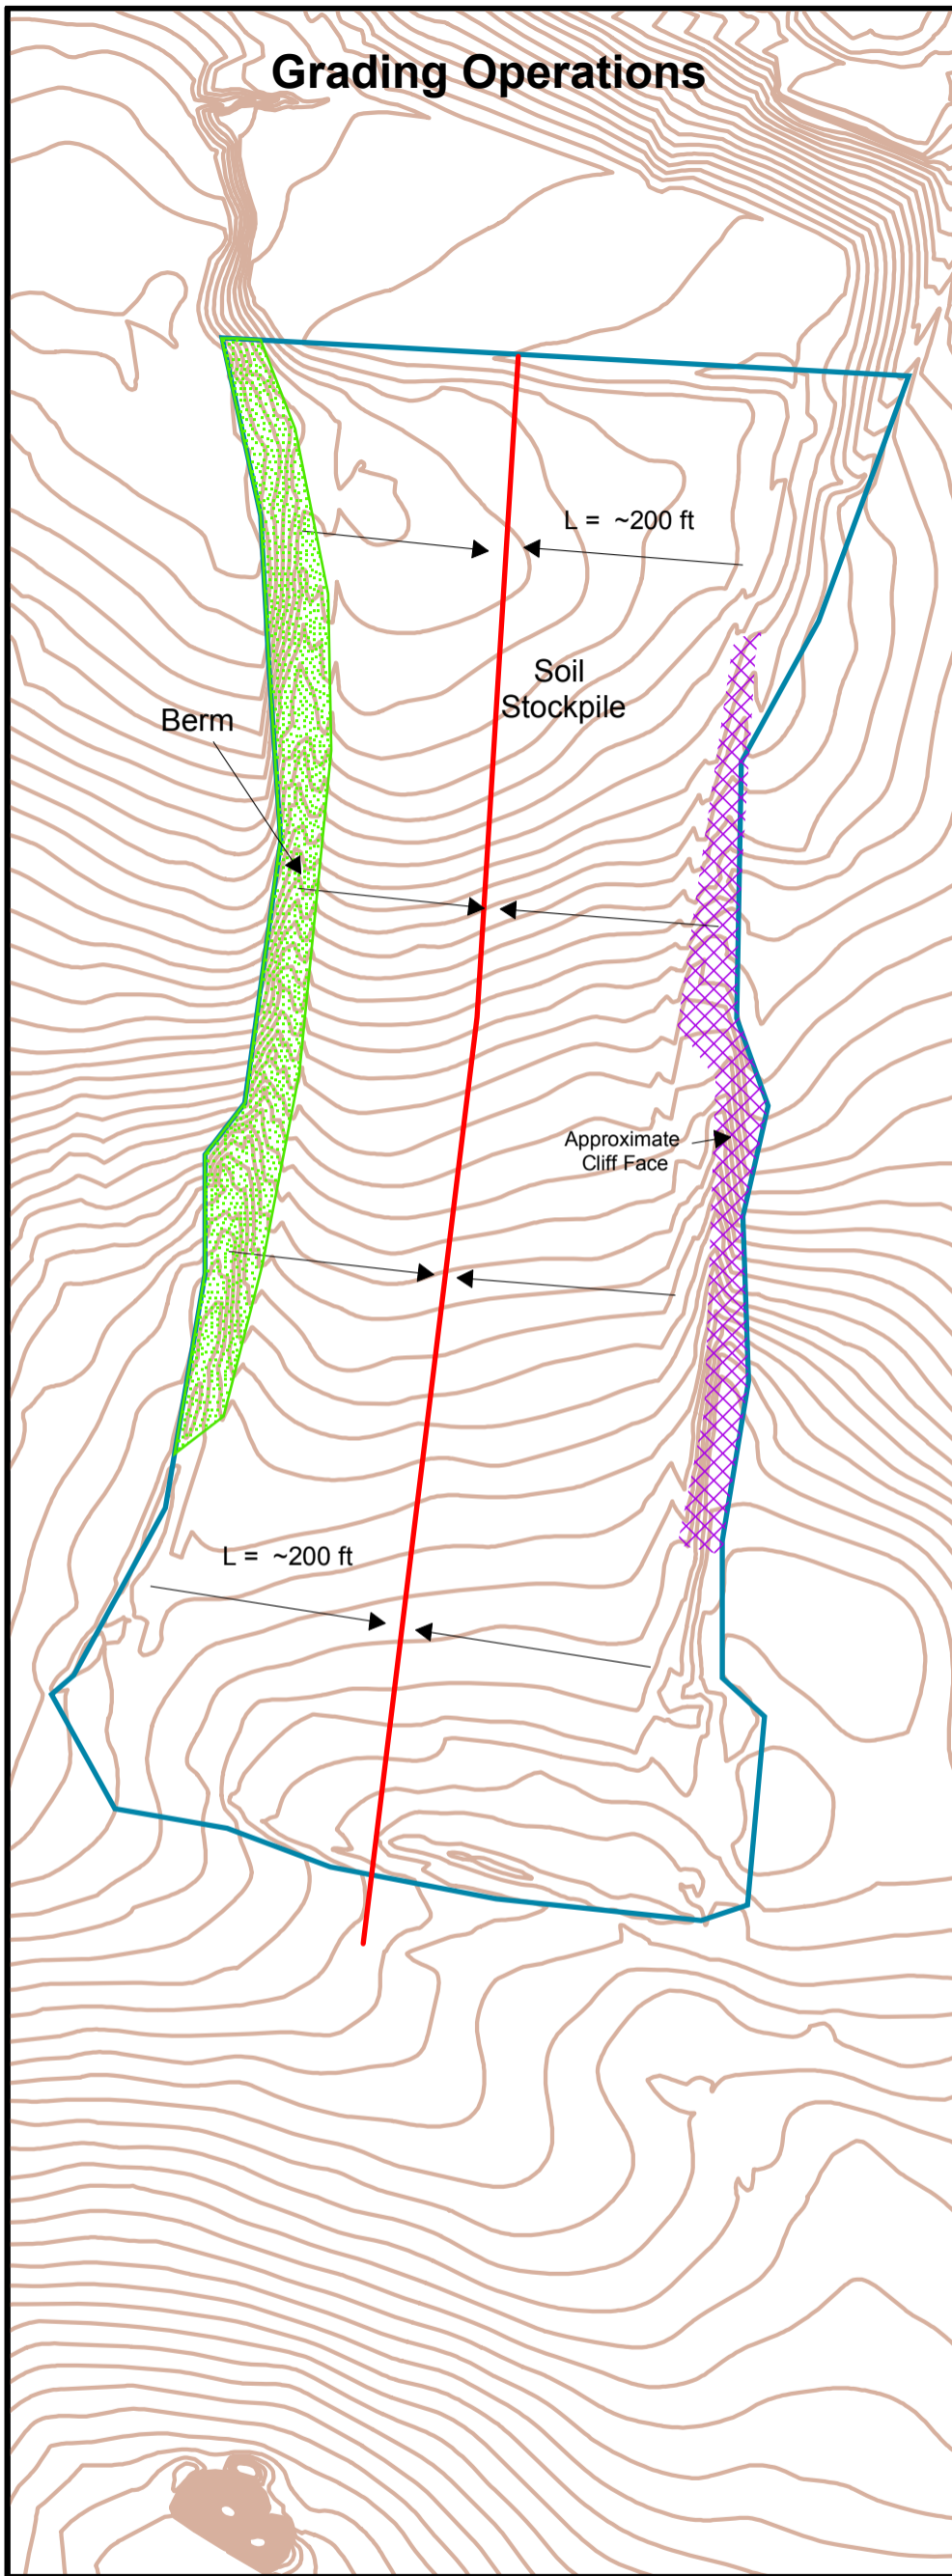 Grading Operations
L = ~200 ft
Soil
Stockpile
Berm
Approximate
Cliff Face
L = ~200 ft